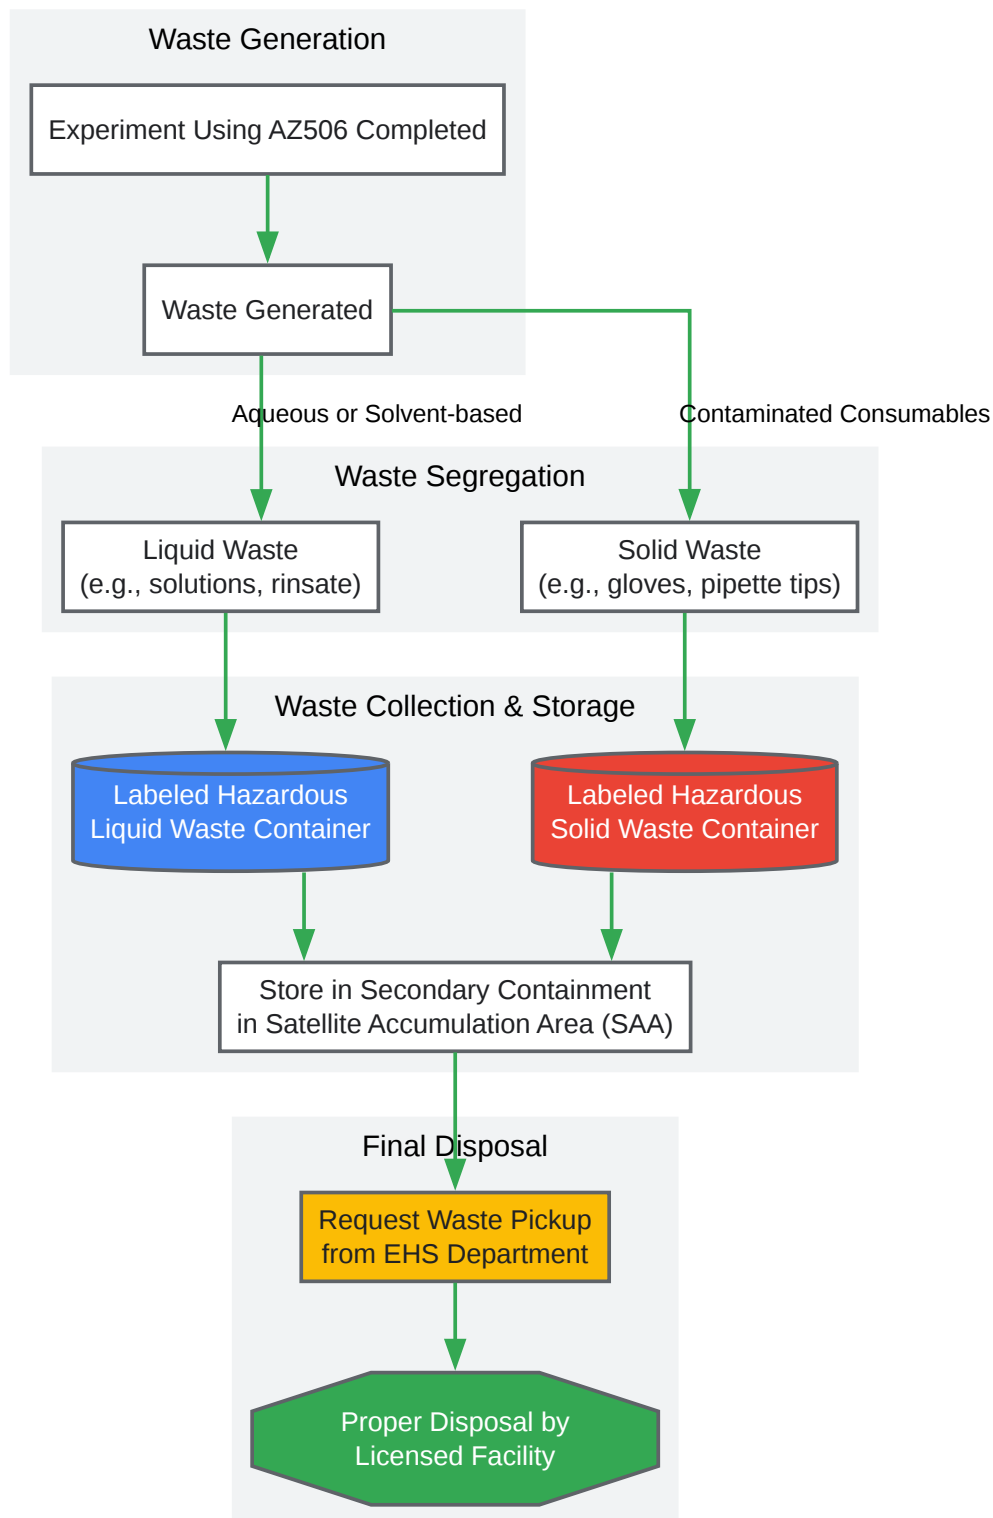 Waste Generation
Experiment Using AZ506 Completed
Waste Generated
Aqueous or Solvent-based
Contaminated Consumables
Waste Segregation
Liquid Waste
(e.g., solutions, rinsate)
Solid Waste
(e.g., gloves, pipette tips)
Waste Collection & Storage
Labeled Hazardous
Liquid Waste Container
Labeled Hazardous
Solid Waste Container
Store in Secondary Containment
in Satellite Accumulation Area (SAA)
Final Disposal
Request Waste Pickup
from EHS Department
Proper Disposal by
Licensed Facility